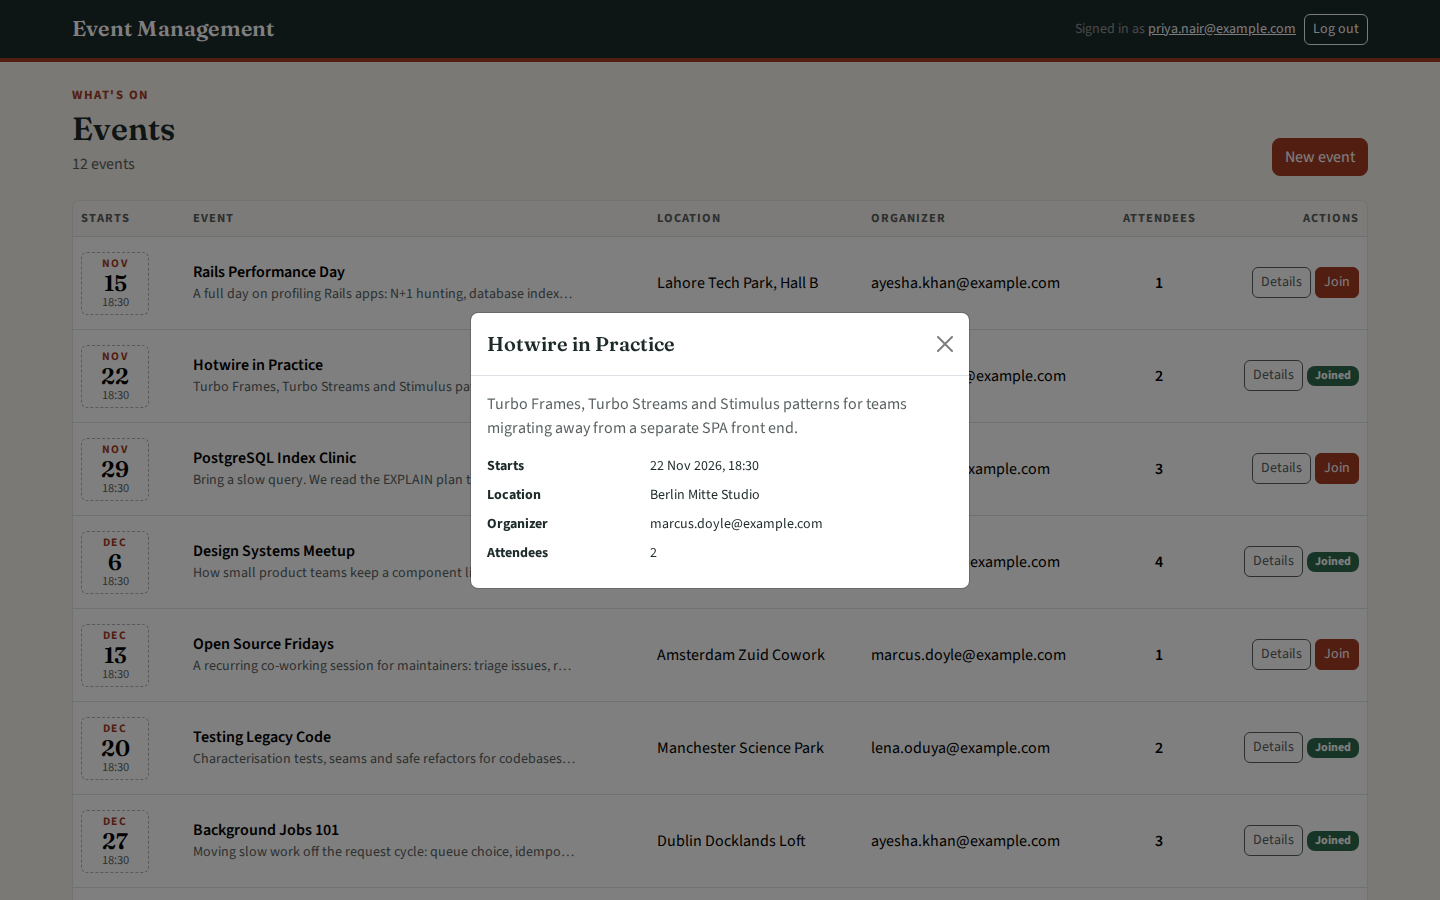 Event Management
Signed in as priya.nair@example.com Log out
WHAT'S ON
Events
12 events
New event
STARTS EVENT LOCATION ORGANIZER ATTENDEES ACTIONS
NOV
15
18:30
Rails Performance Day
A full day on profiling Rails apps: N+1 hunting, database index…
Lahore Tech Park, Hall B
ayesha.khan@example.com
1
Details Join
NOV
22
18:30
Hotwire in Practice
Turbo Frames, Turbo Streams and Stimulus pa
@example.com
2
Details Joined
Hotwire in Practice
Turbo Frames, Turbo Streams and Stimulus patterns for teams
migrating away from a separate SPA front end.
Starts 22 Nov 2026, 18:30
Location Berlin Mitte Studio
Organizer marcus.doyle@example.com
Attendees 2
NOV
29
18:30
PostgreSQL Index Clinic
Bring a slow query. We read the EXPLAIN plan t
xample.com
3
Details Join
DEC
6
18:30
Design Systems Meetup
How small product teams keep a component li
example.com
4
Details Joined
DEC
13
18:30
Open Source Fridays
A recurring co-working session for maintainers: triage issues, r…
Amsterdam Zuid Cowork
marcus.doyle@example.com
1
Details Join
DEC
20
18:30
Testing Legacy Code
Characterisation tests, seams and safe refactors for codebases…
Manchester Science Park
lena.oduya@example.com
2
Details Joined
DEC
27
18:30
Background Jobs 101
Moving slow work off the request cycle: queue choice, idempo…
Dublin Docklands Loft
ayesha.khan@example.com
3
Details Joined